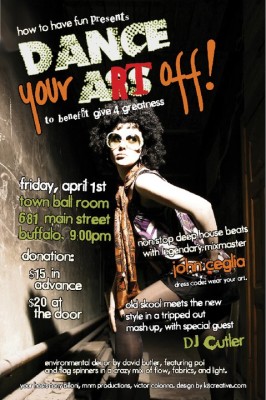 how to have fun presents
DANCE
your ART off!
to benefit give 4 greatness
friday, april 1st
town ball room
681 main street
buffalo. 9:00pm
donation:
$15 in
advance
$20 at
the door
non stop deep house beats
with legendary mixmaster
john ceglia
dress code: wear your art.
old skool meets the new
style in a tripped out
mash up, with special guest
DJ Cutler
environmental décor by david butler, featuring poi
and flag spinners in a crazy mix of flow, fabrics, and light.
mnm productions, victor colonna. design by k8creative.com